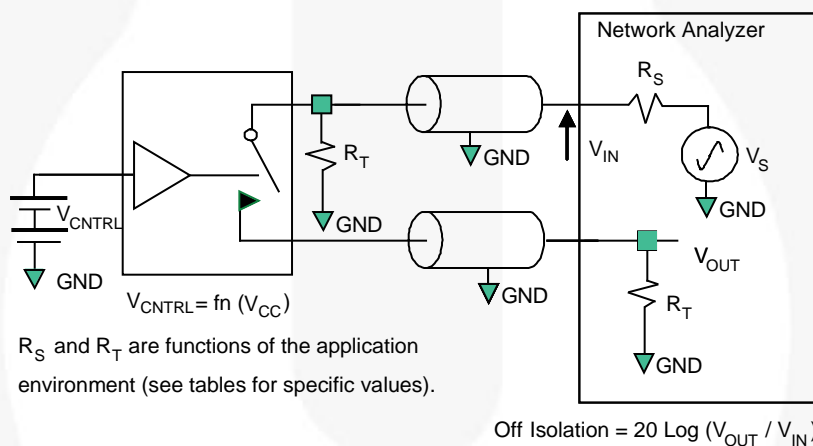 Network Analyzer
R_S
V_IN
V_S
GND
R_T
GND
GND
GND
V_CNTRL
GND
V_OUT
R_T
GND
GND
V_CNTRL = fn (V_CC)
R_S and R_T are functions of the application
environment (see tables for specific values).
Off Isolation = 20 Log (V_OUT / V_IN)